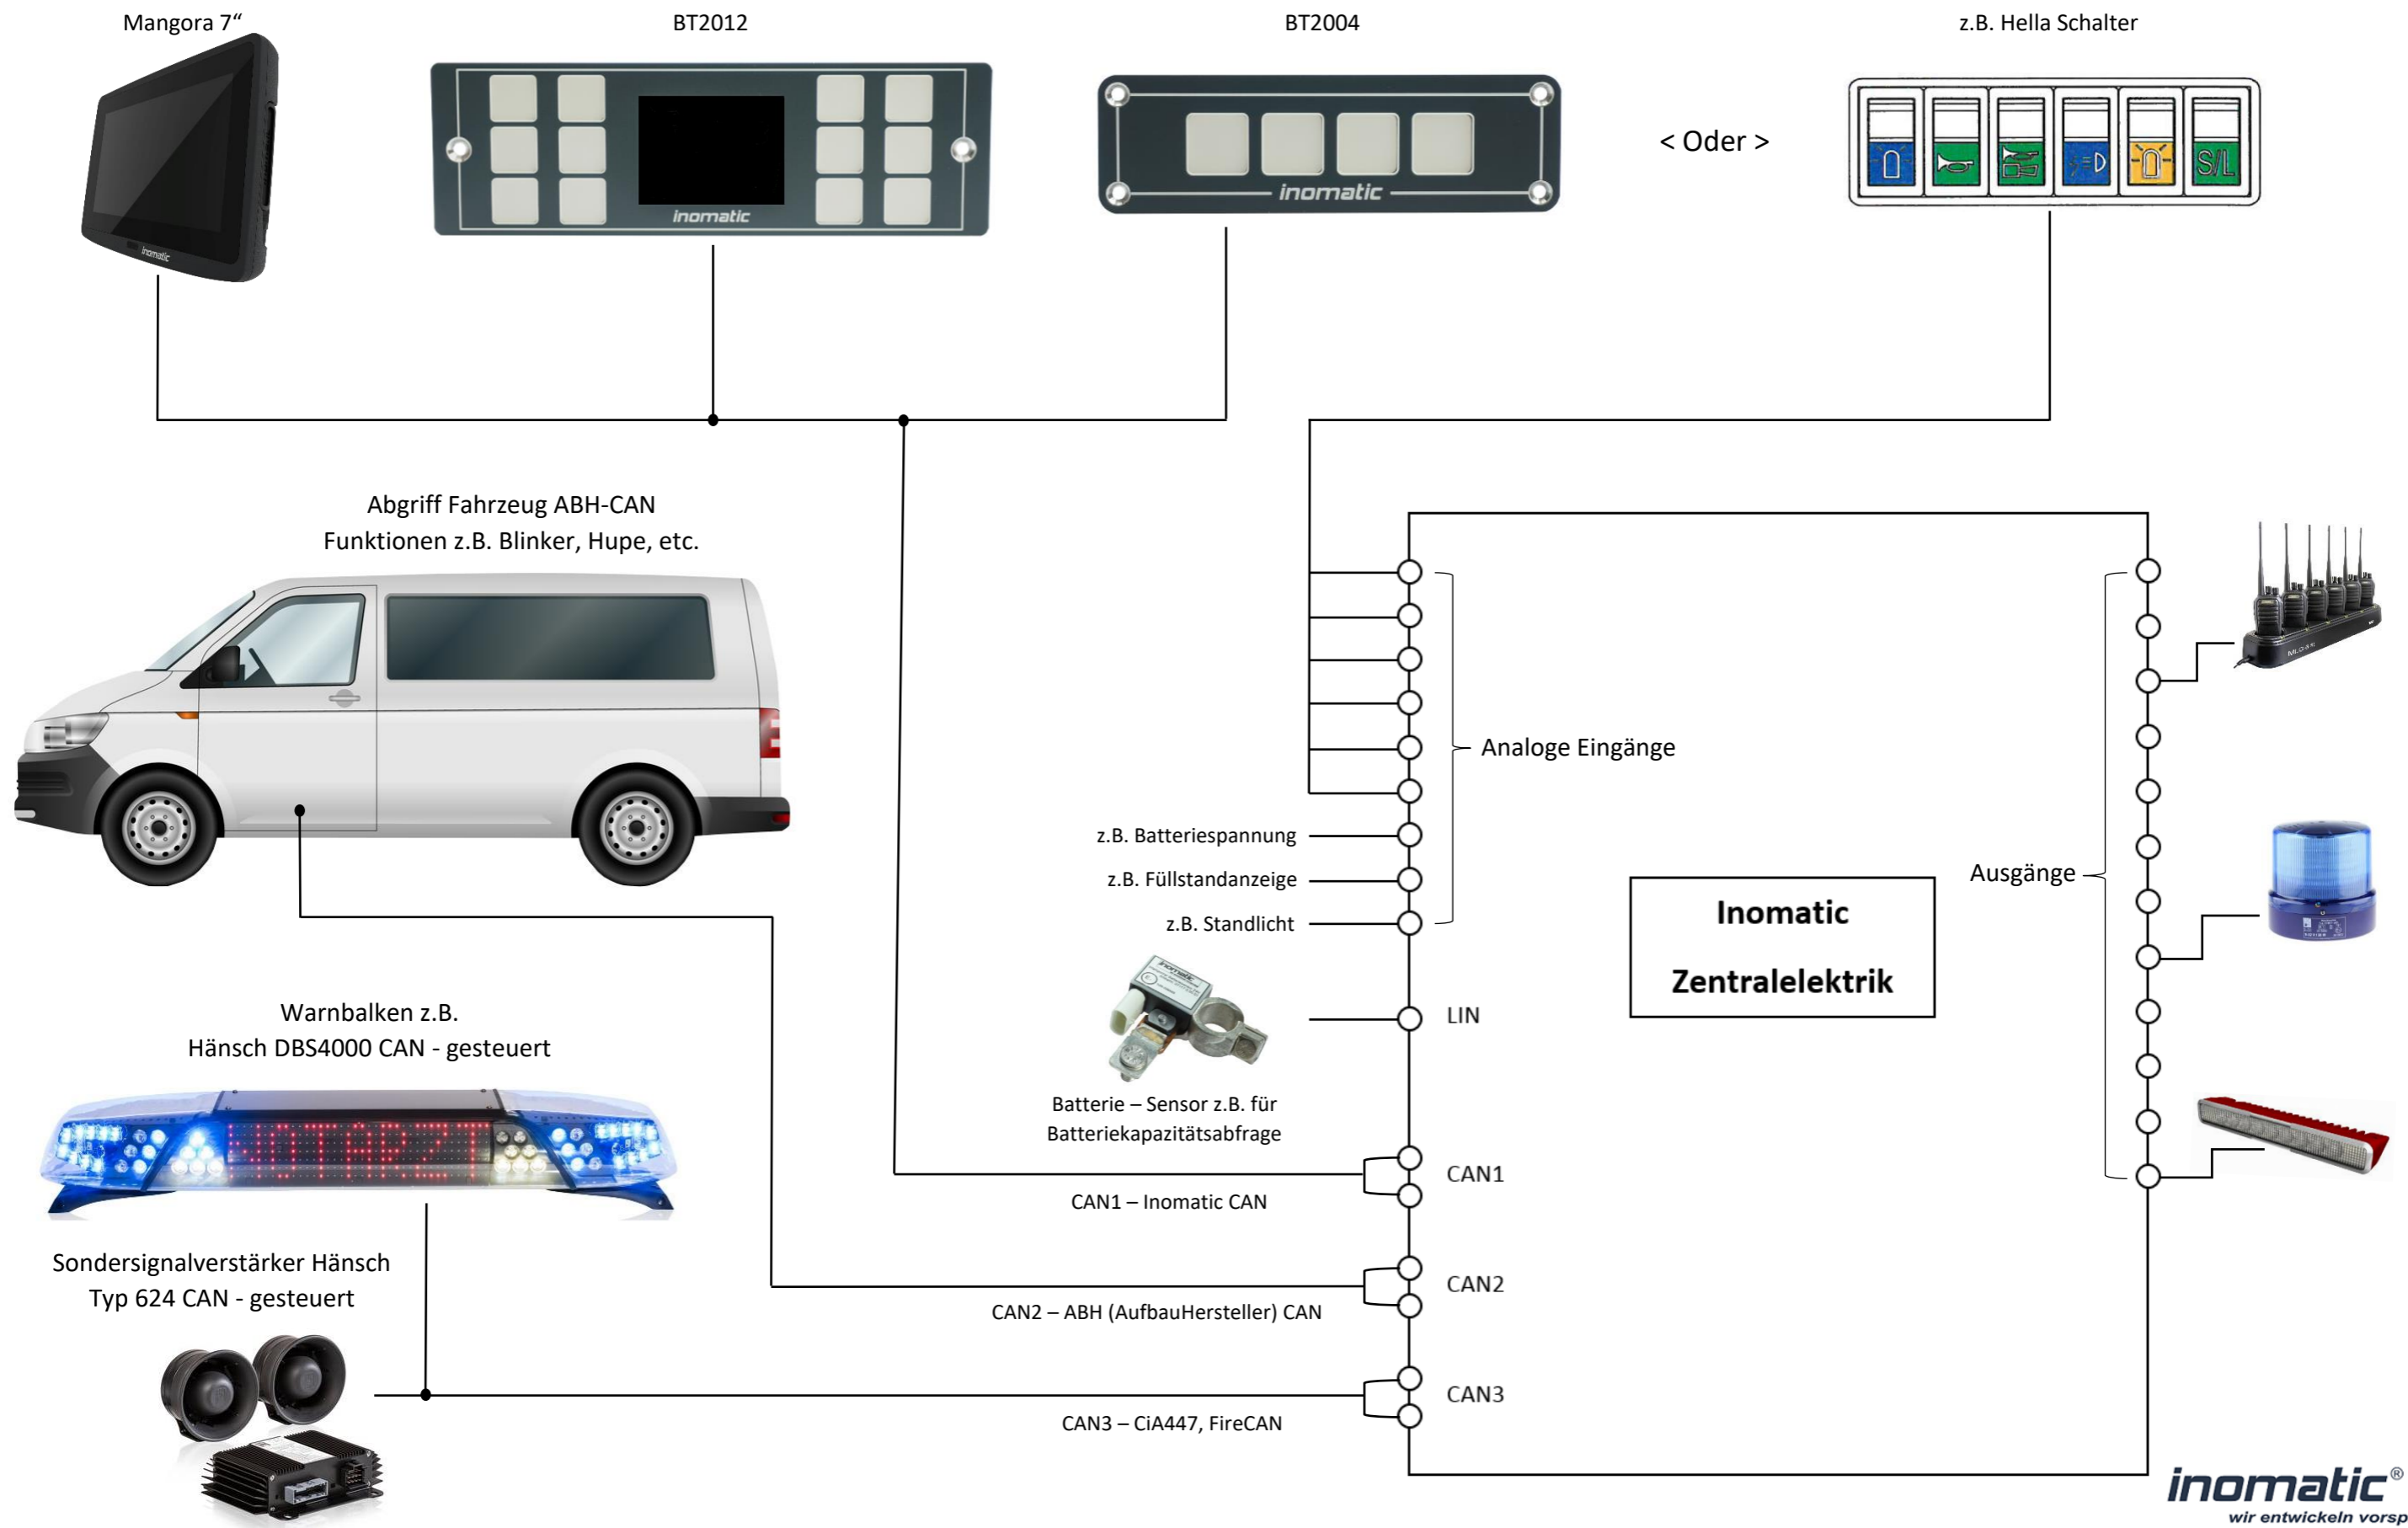 Mangora 7“
BT2012
BT2004
z.B. Hella Schalter
inomatic
inomatic
inomatic
< Oder >
S/L
Abgriff Fahrzeug ABH-CAN
Funktionen z.B. Blinker, Hupe, etc.
Analoge Eingänge
z.B. Batteriespannung
z.B. Füllstandanzeige
z.B. Standlicht
Ausgänge
Inomatic
Zentralelektrik
inomatic
LIN
Batterie – Sensor z.B. für
Batteriekapazitätsabfrage
Warnbalken z.B.
Hänsch DBS4000 CAN - gesteuert
NOTARZT
CAN1
CAN1 – Inomatic CAN
Sondersignalverstärker Hänsch
Typ 624 CAN - gesteuert
CAN2
CAN2 – ABH (AufbauHersteller) CAN
CAN3
CAN3 – CiA447, FireCAN
inomatic®
wir entwickeln vorsp